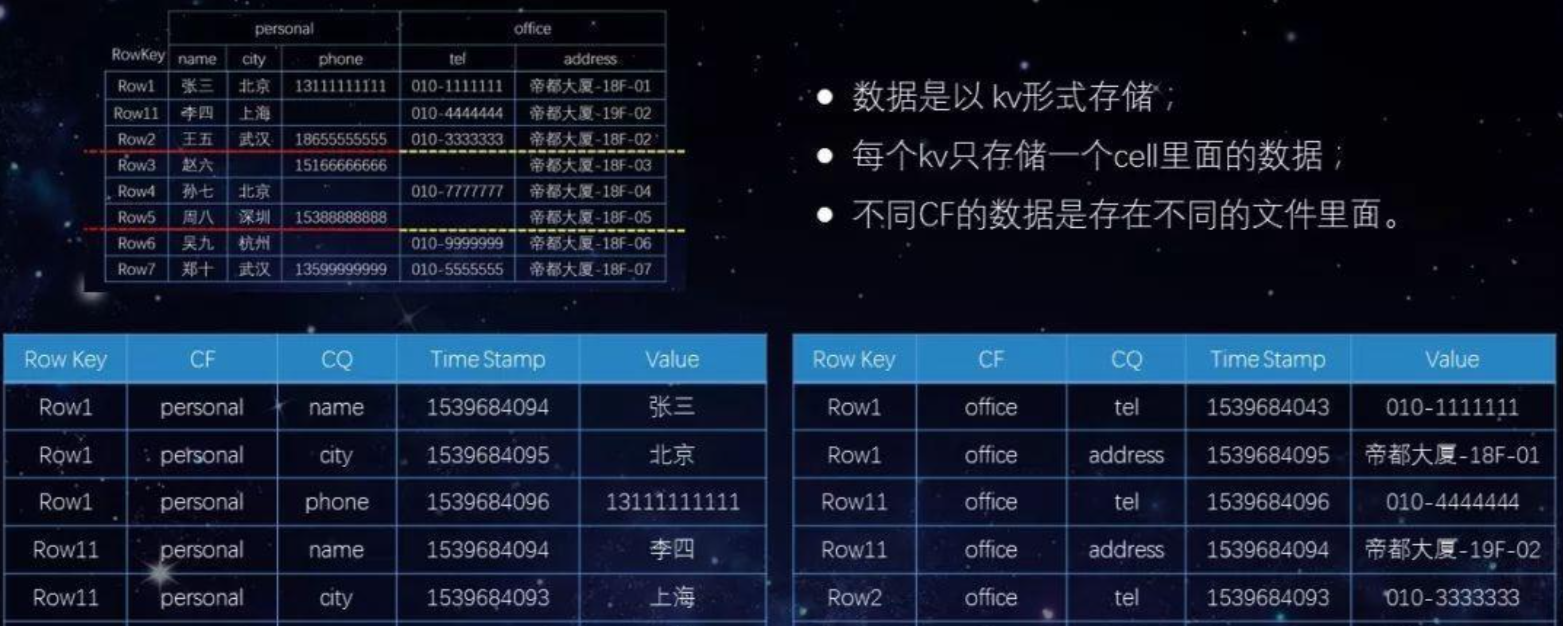 personal office
RowKey name city phone tel address
Row1 张三 北京 13111111111 010-1111111 帝都大厦-18F-01
Row11 李四 上海 010-4444444 帝都大厦-19F-02
Row2 王五 武汉 18655555555 010-3333333 帝都大厦-18F-02
Row3 赵六 15166666666 帝都大厦-18F-03
Row4 孙七 北京 010-7777777 帝都大厦-18F-04
Row5 周八 深圳 15388888888 帝都大厦-18F-05
Row6 吴九 杭州 010-9999999 帝都大厦-18F-06
Row7 郑十 武汉 13599999999 010-5555555 帝都大厦-18F-07
● 数据是以 kv形式存储；
● 每个kv只存储一个cell里面的数据；
● 不同CF的数据是存在不同的文件里面。
Row Key CF CQ Time Stamp Value
Row1 personal name 1539684094 张三
Row1 personal city 1539684095 北京
Row1 personal phone 1539684096 13111111111
Row11 personal name 1539684094 李四
Row11 personal city 1539684093 上海
Row Key CF CQ Time Stamp Value
Row1 office tel 1539684043 010-1111111
Row1 office address 1539684095 帝都大厦-18F-01
Row11 office tel 1539684096 010-4444444
Row11 office address 1539684094 帝都大厦-19F-02
Row2 office tel 1539684093 010-3333333